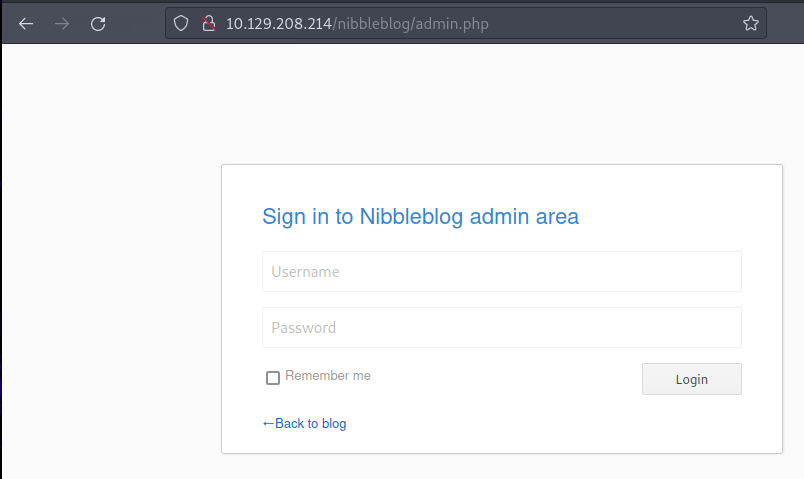 10.129.208.214/nibbleblog/admin.php
Sign in to Nibbleblog admin area
Username
Password
Remember me
Login
←Back to blog